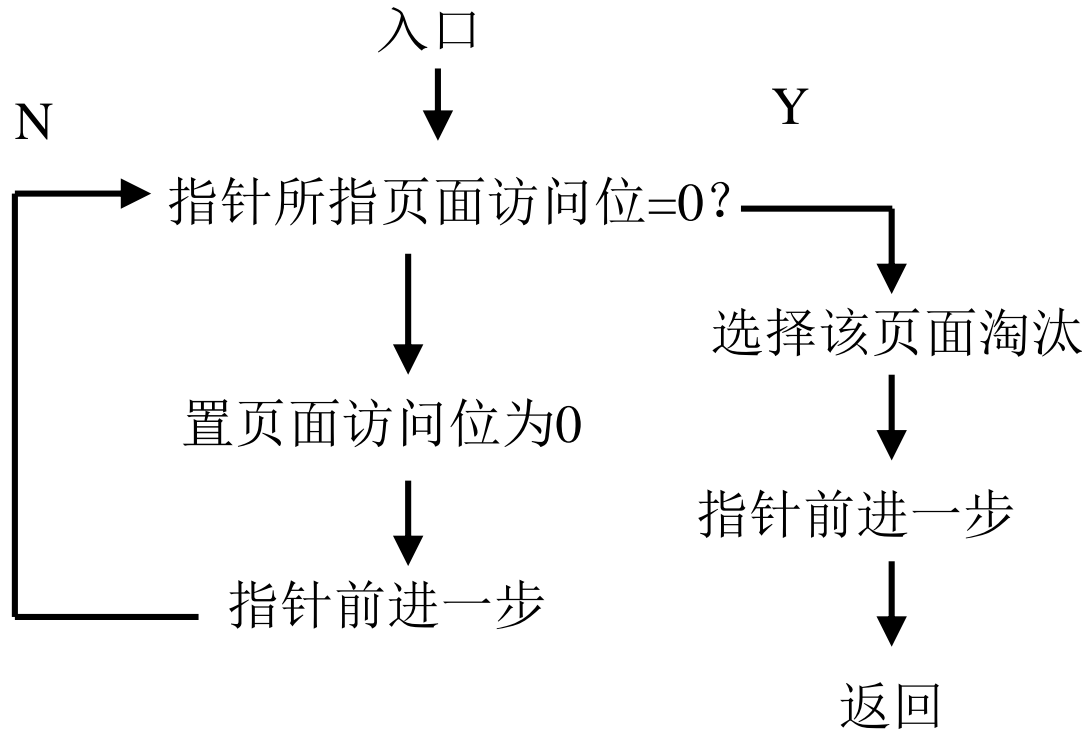 入口
N
Y
指针所指页面访问位=0?
选择该页面淘汰
置页面访问位为0
指针前进一步
指针前进一步
返回